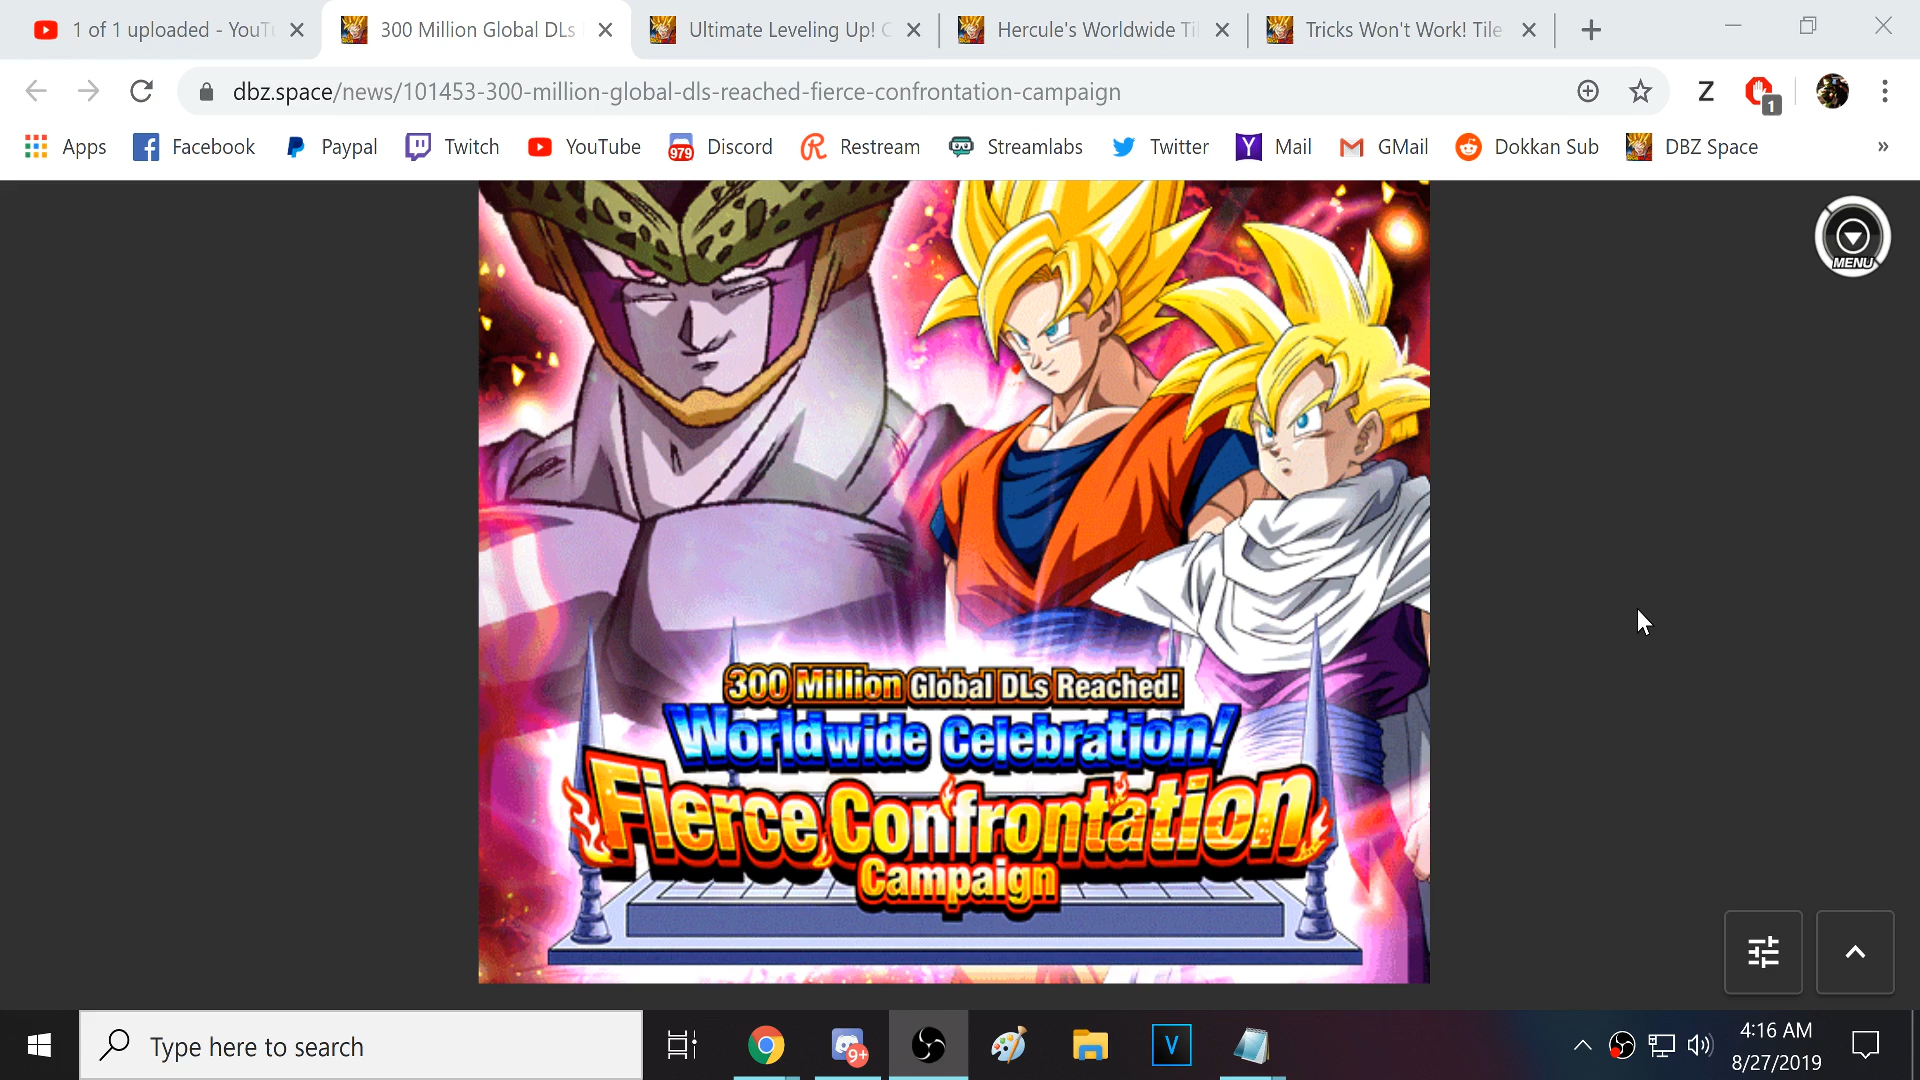 1 of 1 uploaded - YouTu
300 Million Global DLs
Ultimate Leveling Up! C
Hercule's Worldwide Ti
Tricks Won't Work! Tile
dbz.space/news/101453-300-million-global-dls-reached-fierce-confrontation-campaign
Z
1
Apps
Facebook
Paypal
Twitch
YouTube
979
Discord
Restream
Streamlabs
Twitter
Y
Mail
GMail
Dokkan Sub
DBZ Space
»
MENU
300 Million Global DLs Reached!
Worldwide Celebration!
Fierce Confrontation
Campaign
Type here to search
9+
V
4:16 AM
8/27/2019